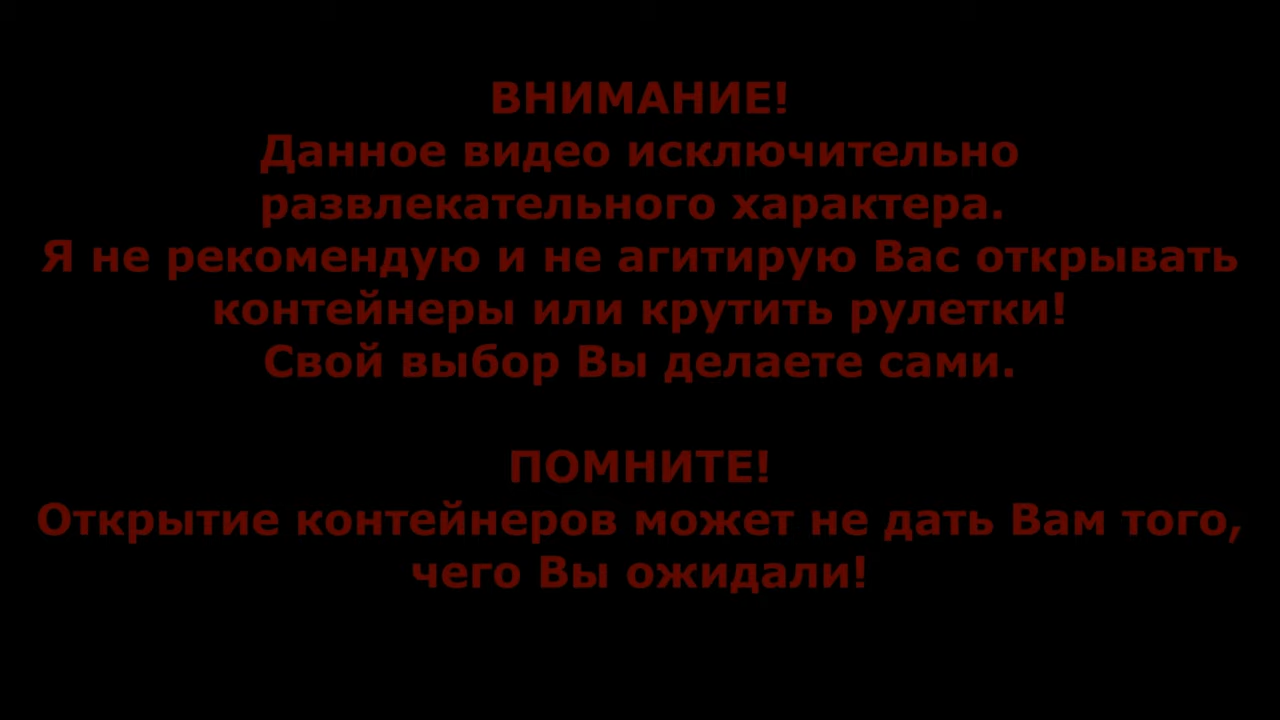 ВНИМАНИЕ!
Данное видео исключительно
развлекательного характера.
Я не рекомендую и не агитирую Вас открывать
контейнеры или крутить рулетки!
Свой выбор Вы делаете сами.
ПОМНИТЕ!
Открытие контейнеров может не дать Вам того,
чего Вы ожидали!